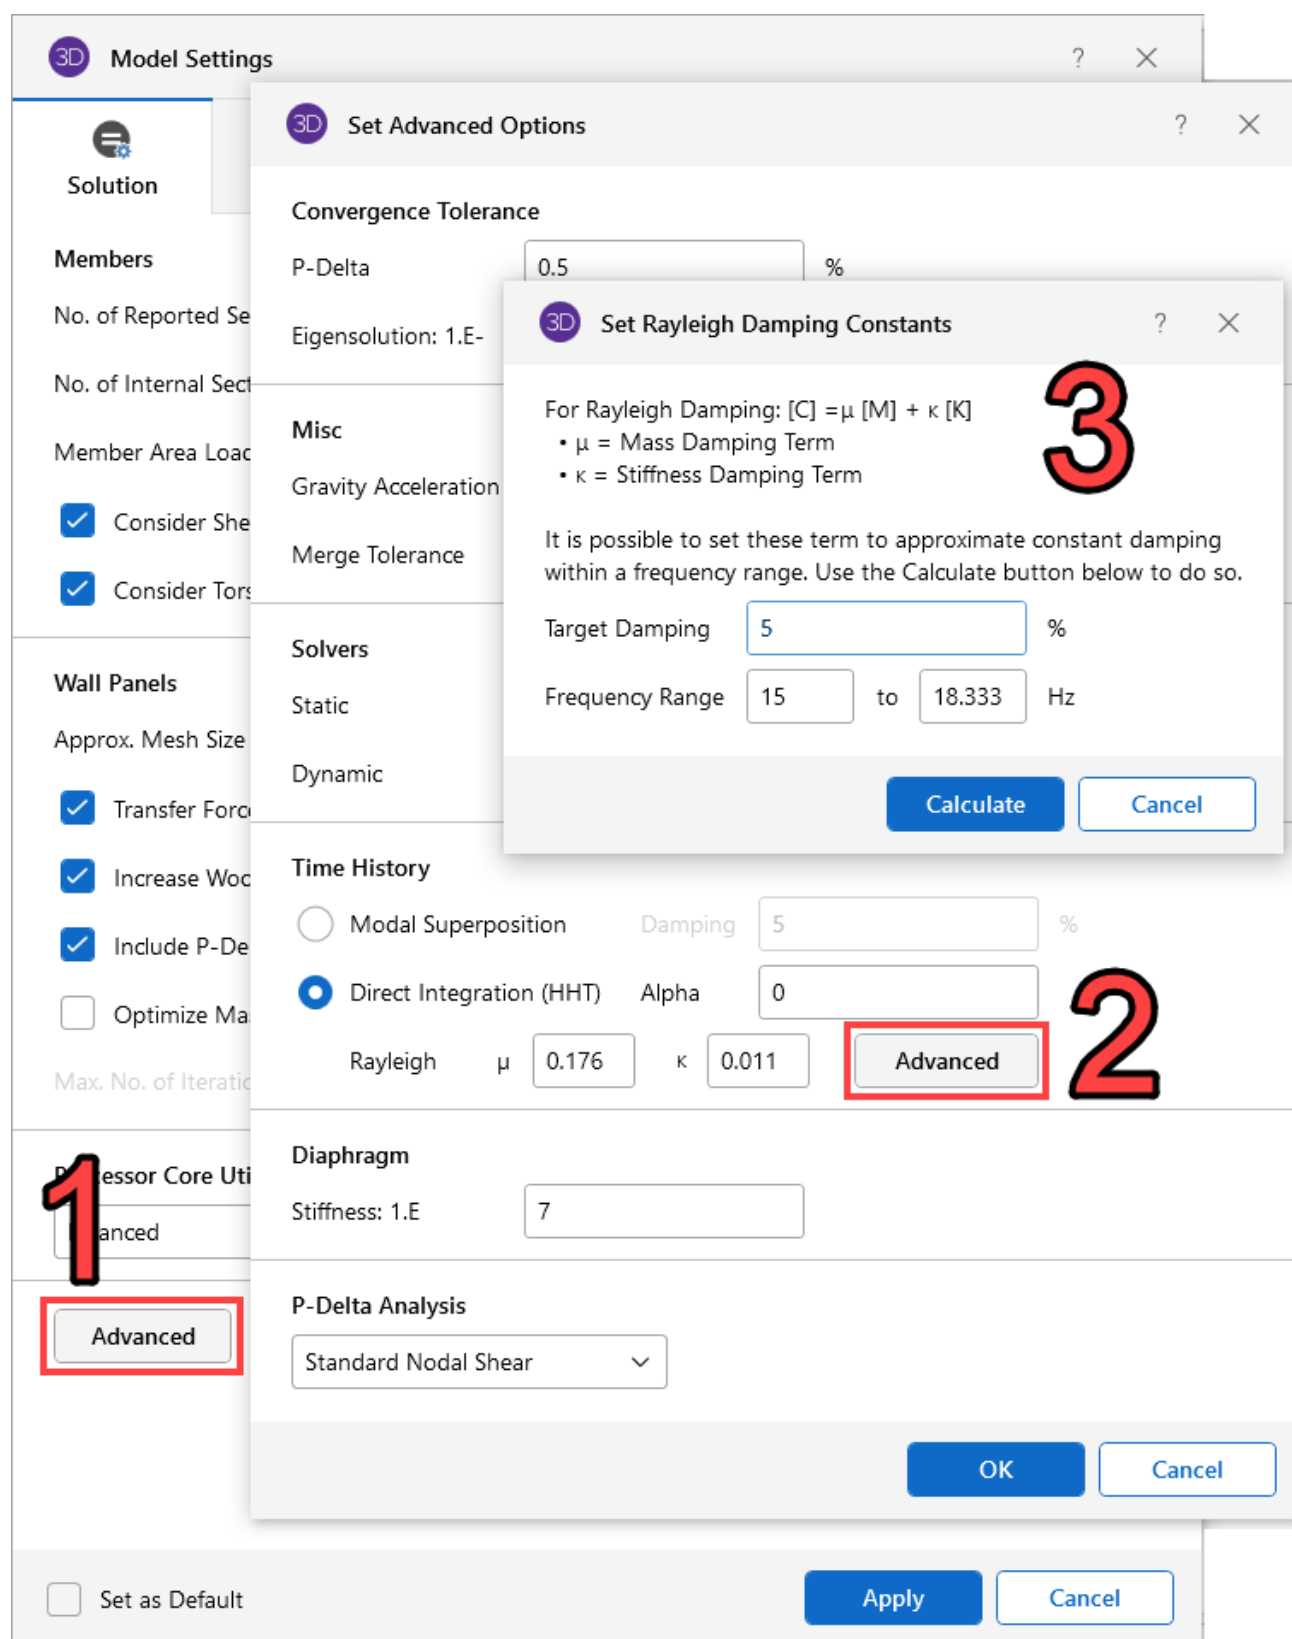 3D Model Settings ? ×
3D Set Advanced Options ? ×
Solution
Convergence Tolerance
Members
P-Delta 0.5 %
No. of Reported Se
3D Set Rayleigh Damping Constants ? ×
Eigensolution: 1.E-
No. of Internal Sect
3
For Rayleigh Damping: [C] =μ [M] + κ [K]
• μ = Mass Damping Term
• κ = Stiffness Damping Term
Misc
Member Area Load
Gravity Acceleration
Consider She
It is possible to set these term to approximate constant damping
within a frequency range. Use the Calculate button below to do so.
Merge Tolerance
Consider Tors
Target Damping 5 %
Solvers
Wall Panels
Frequency Range 15 to 18.333 Hz
Static
Approx. Mesh Size
Dynamic
Calculate Cancel
Transfer Forc
Time History
Increase Woo
Modal Superposition Damping 5 %
Include P-De
Direct Integration (HHT) Alpha 0
2
Optimize Ma
Rayleigh μ 0.176 κ 0.011 Advanced
Max. No. of Iteratio
1
Diaphragm
essor Core Uti
Stiffness: 1.E 7
anced
P-Delta Analysis
Advanced
Standard Nodal Shear
OK Cancel
Set as Default Apply Cancel